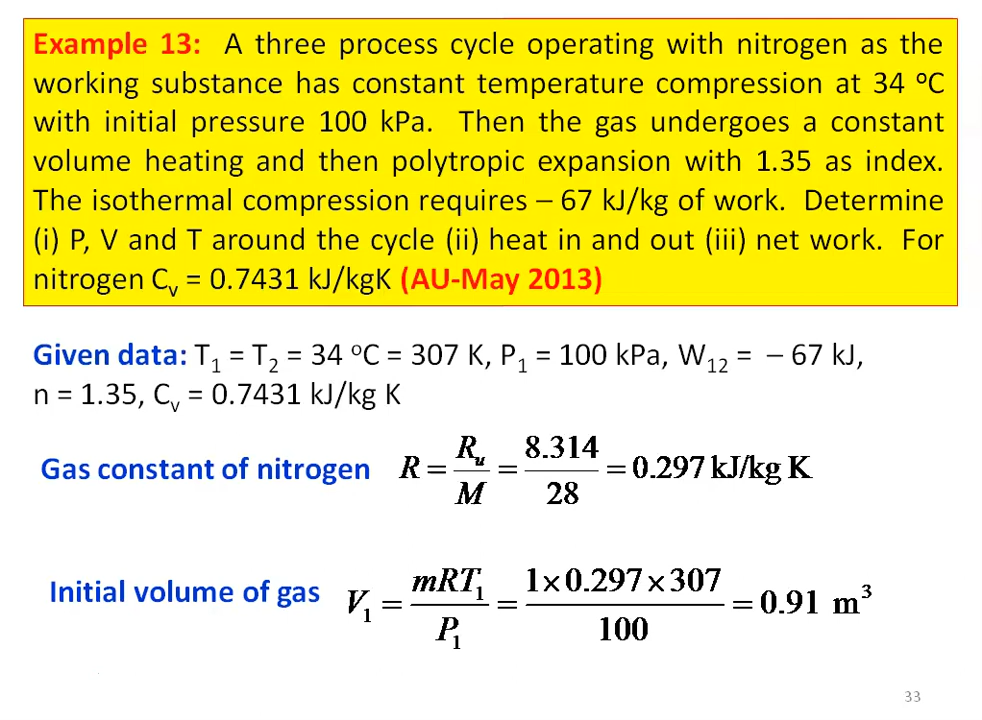 Example 13: A three process cycle operating with nitrogen as the
working substance has constant temperature compression at 34 ºC
with initial pressure 100 kPa. Then the gas undergoes a constant
volume heating and then polytropic expansion with 1.35 as index.
The isothermal compression requires – 67 kJ/kg of work. Determine
(i) P, V and T around the cycle (ii) heat in and out (iii) net work. For
nitrogen Cᵥ = 0.7431 kJ/kgK (AU-May 2013)
Given data: T₁ = T₂ = 34 ºC = 307 K, P₁ = 100 kPa, W₁₂ = – 67 kJ,
n = 1.35, Cᵥ = 0.7431 kJ/kg K
Gas constant of nitrogen R = Rᵤ/M = 8.314/28 = 0.297 kJ/kg K
Initial volume of gas V₁ = mRT₁/P₁ = 1×0.297×307/100 = 0.91 m³
33